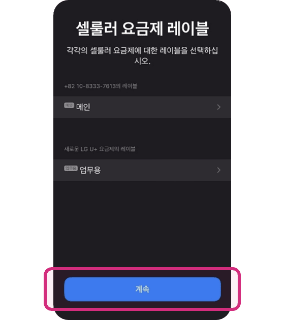 셀룰러 요금제 레이블
각각의 셀룰러 요금제에 대한 레이블을 선택하십
시오.
+82 10-8333-7613의 레이블
메인
새로운 LG U+ 요금제의 레이블
업무용
계속